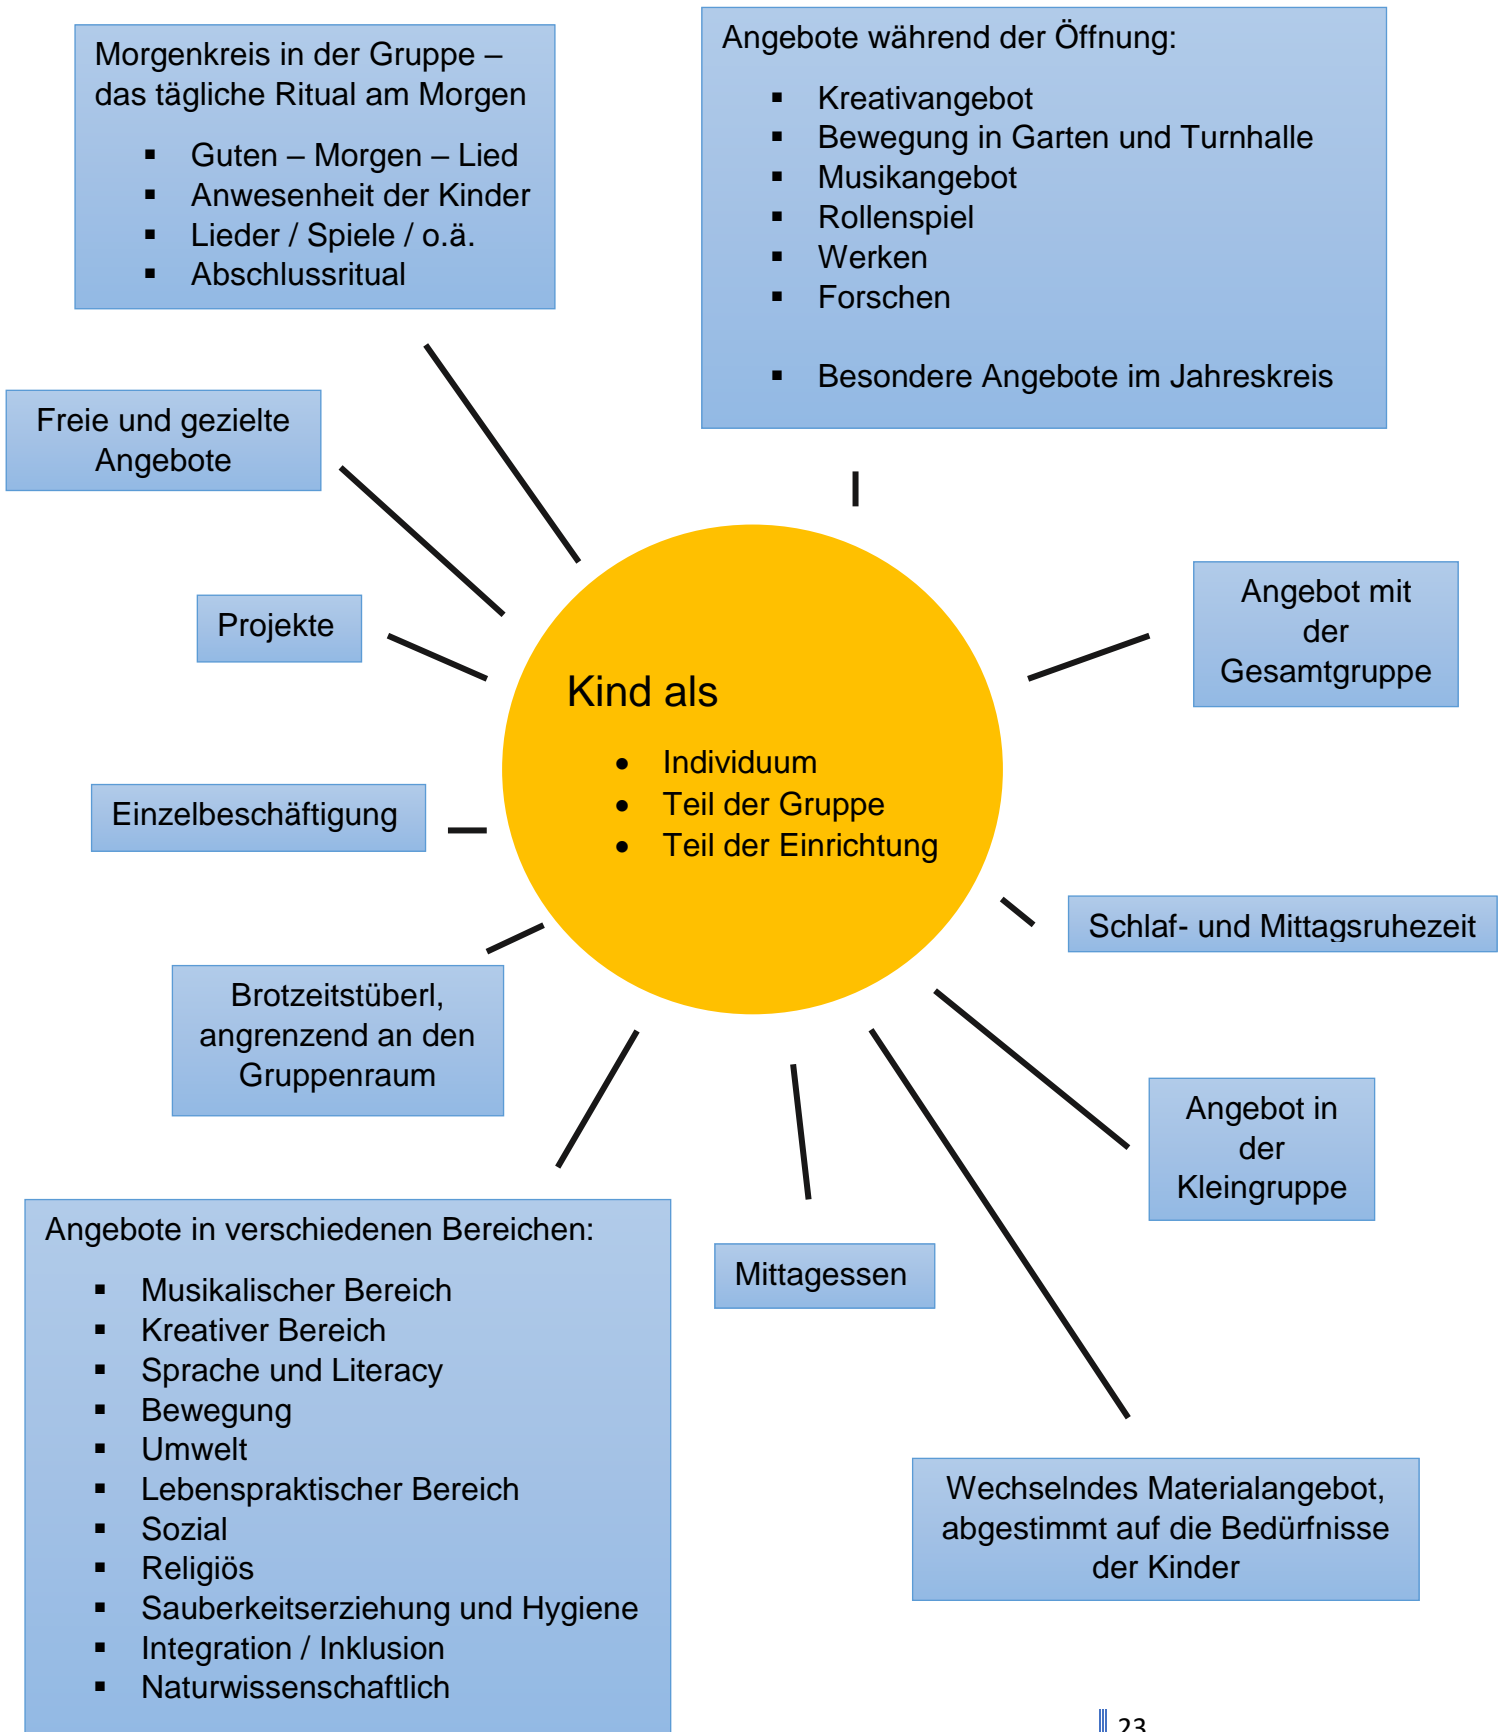 Morgenkreis in der Gruppe –
das tägliche Ritual am Morgen
▪ Guten – Morgen – Lied
▪ Anwesenheit der Kinder
▪ Lieder / Spiele / o.ä.
▪ Abschlussritual
Angebote während der Öffnung:
▪ Kreativangebot
▪ Bewegung in Garten und Turnhalle
▪ Musikangebot
▪ Rollenspiel
▪ Werken
▪ Forschen
▪ Besondere Angebote im Jahreskreis
Freie und gezielte
Angebote
Projekte
Angebot mit
der
Gesamtgruppe
Kind als
• Individuum
• Teil der Gruppe
• Teil der Einrichtung
Einzelbeschäftigung
Schlaf- und Mittagsruhezeit
Brotzeitstüberl,
angrenzend an den
Gruppenraum
Angebot in
der
Kleingruppe
Angebote in verschiedenen Bereichen:
▪ Musikalischer Bereich
▪ Kreativer Bereich
▪ Sprache und Literacy
▪ Bewegung
▪ Umwelt
▪ Lebenspraktischer Bereich
▪ Sozial
▪ Religiös
▪ Sauberkeitserziehung und Hygiene
▪ Integration / Inklusion
▪ Naturwissenschaftlich
Mittagessen
Wechselndes Materialangebot,
abgestimmt auf die Bedürfnisse
der Kinder
23